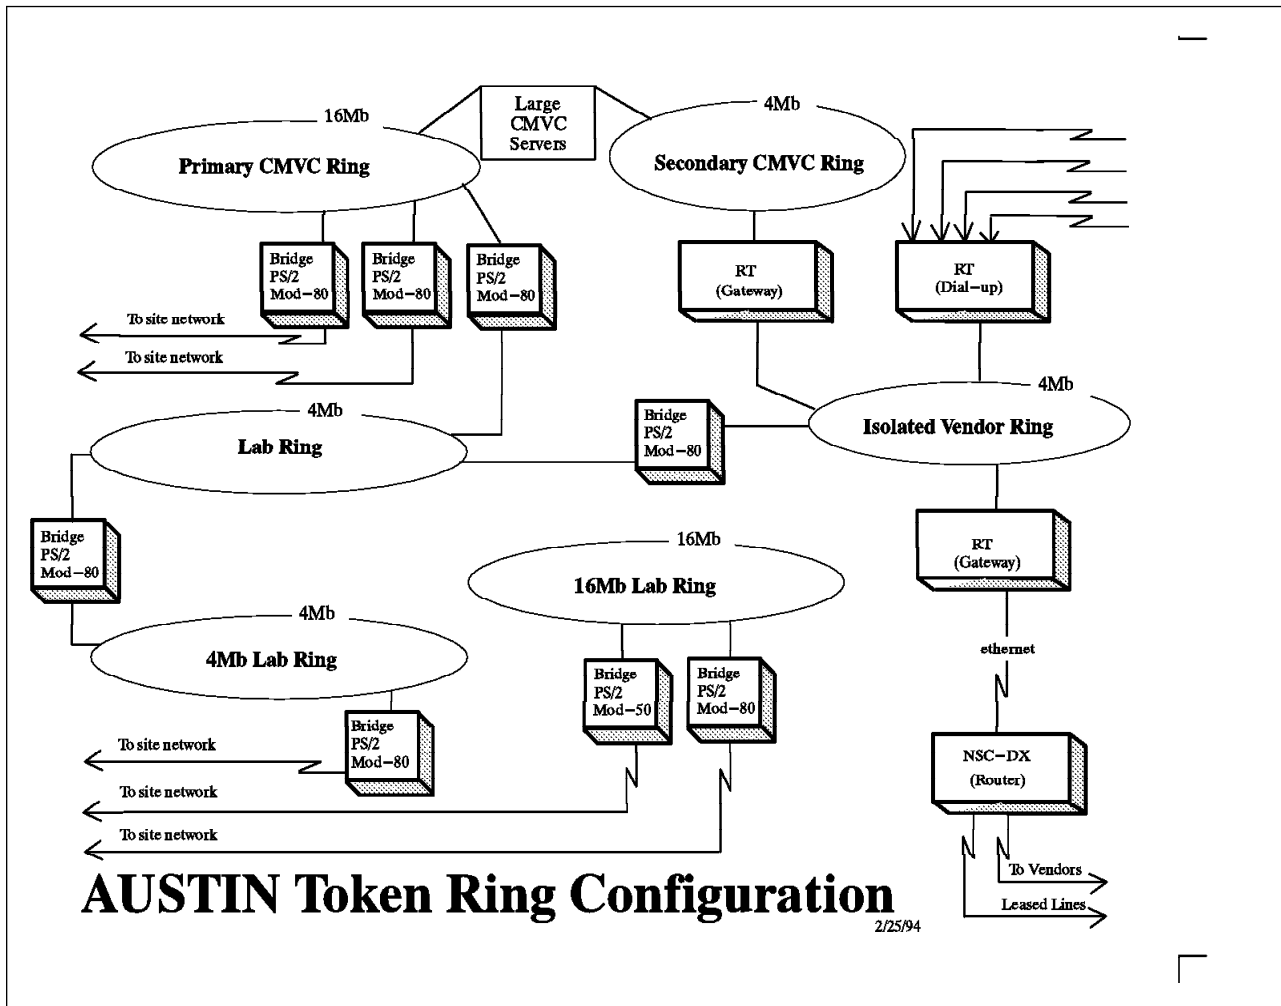 16Mb
Primary CMVC Ring
Large
CMVC
Servers
4Mb
Secondary CMVC Ring
Bridge
PS/2
Mod-80
Bridge
PS/2
Mod-80
Bridge
PS/2
Mod-80
RT
(Gateway)
RT
(Dial-up)
To site network
To site network
4Mb
Lab Ring
Bridge
PS/2
Mod-80
4Mb
Isolated Vendor Ring
Bridge
PS/2
Mod-80
16Mb
16Mb Lab Ring
RT
(Gateway)
4Mb
4Mb Lab Ring
ethernet
Bridge
PS/2
Mod-50
Bridge
PS/2
Mod-80
Bridge
PS/2
Mod-80
NSC-DX
(Router)
To site network
To site network
To site network
To Vendors
Leased Lines
AUSTIN Token Ring Configuration
2/25/94